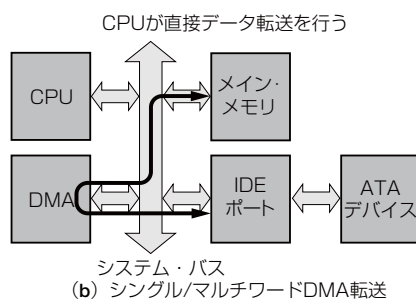 CPUが直接データ転送を行う
CPU
メイン・
メモリ
DMA
IDE
ポート
ATA
デバイス
システム・バス
（b）シングル/マルチワードDMA転送